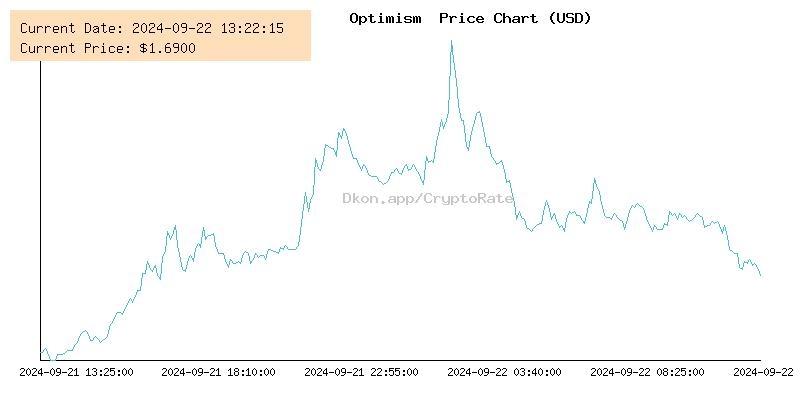 Optimism  Price Chart (USD)
Current Date: 2024-09-22 13:22:15
Current Price: $1.6900
Dkon.app/CryptoRate
2024-09-21 13:25:00 2024-09-21 18:10:00 2024-09-21 22:55:00 2024-09-22 03:40:00 2024-09-22 08:25:00 2024-09-22